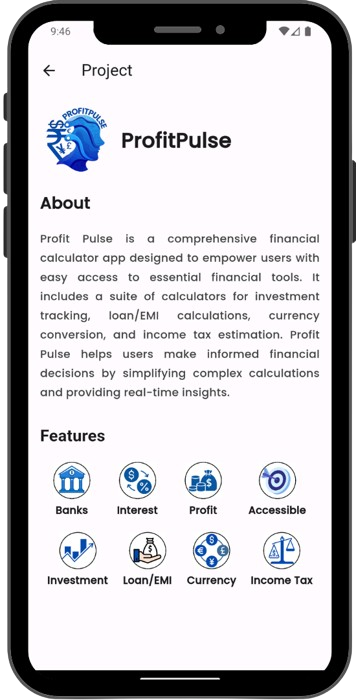 9:46
Project
PROFITPULSE
ProfitPulse
About
Profit Pulse is a comprehensive financial
calculator app designed to empower users with
easy access to essential financial tools. It
includes a suite of calculators for investment
tracking, loan/EMI calculations, currency
conversion, and income tax estimation. Profit
Pulse helps users make informed financial
decisions by simplifying complex calculations
and providing real-time insights.
Features
Banks Interest Profit Accessible
Investment Loan/EMI Currency Income Tax